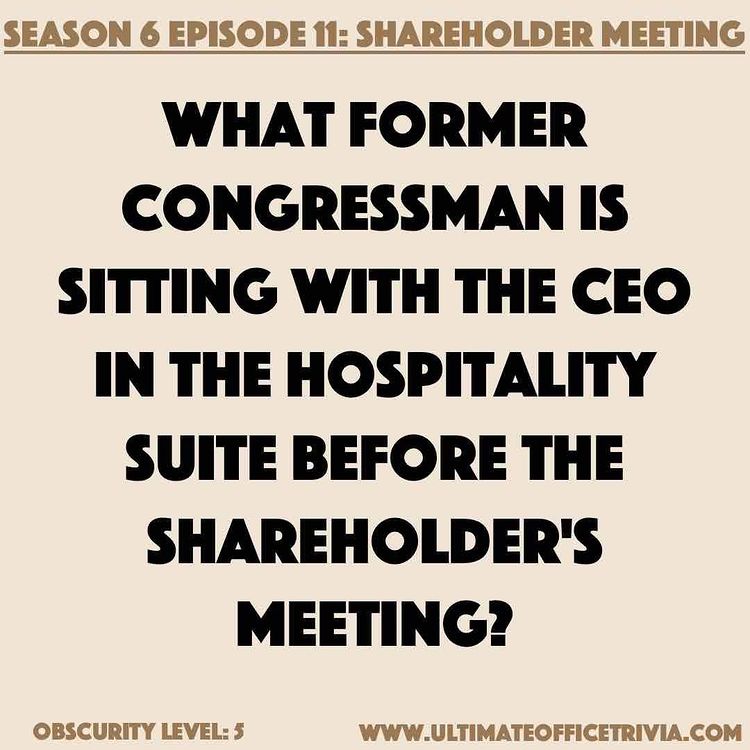 SEASON 6 EPISODE 11: SHAREHOLDER MEETING
WHAT FORMER
CONGRESSMAN IS
SITTING WITH THE CEO
IN THE HOSPITALITY
SUITE BEFORE THE
SHAREHOLDER'S
MEETING?
OBSCURITY LEVEL: 5
WWW.ULTIMATEOFFICETRIVIA.COM